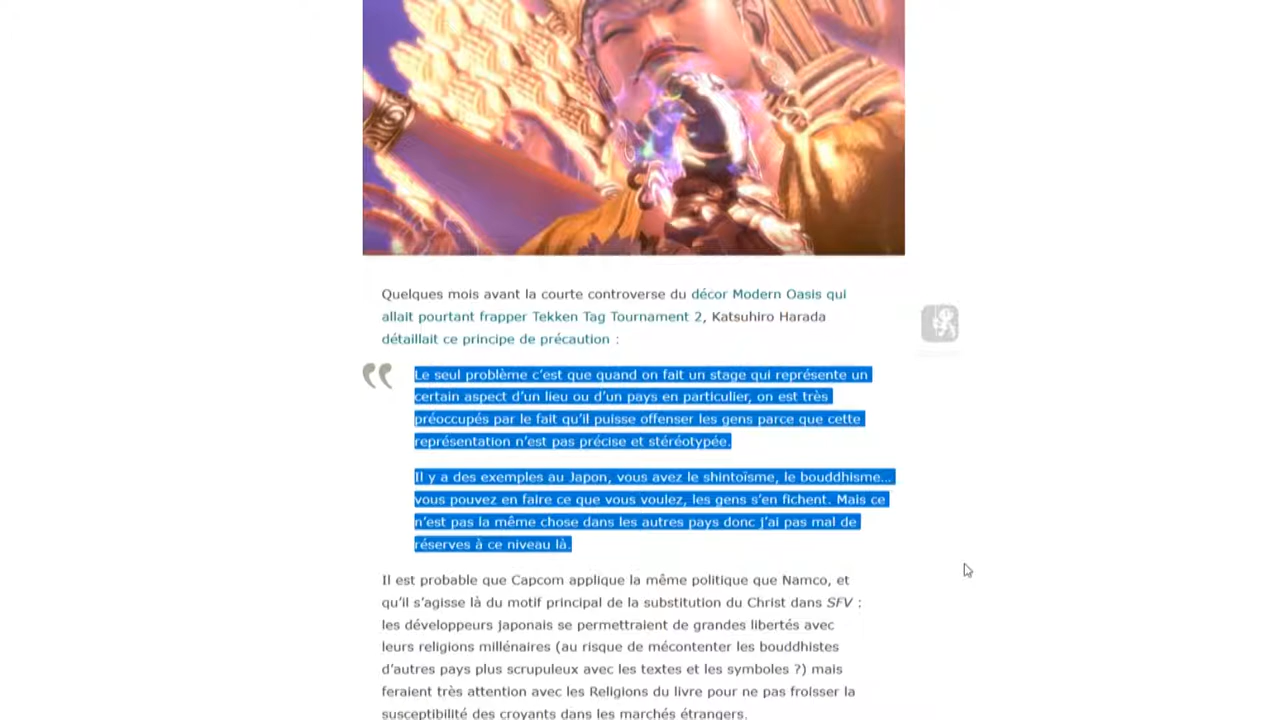 Quelques mois avant la courte controverse du décor Modern Oasis qui
allait pourtant frapper Tekken Tag Tournament 2, Katsuhiro Harada
détaillait ce principe de précaution :
Le seul problème c’est que quand on fait un stage qui représente un
certain aspect d’un lieu ou d’un pays en particulier, on est très
préoccupés par le fait qu’il puisse offenser les gens parce que cette
représentation n’est pas précise et stéréotypée.
Il y a des exemples au Japon, vous avez le shintoïsme, le bouddhisme…
vous pouvez en faire ce que vous voulez, les gens s’en fichent. Mais ce
n’est pas la même chose dans les autres pays donc j’ai pas mal de
réserves à ce niveau là.
Il est probable que Capcom applique la même politique que Namco, et
qu’il s’agisse là du motif principal de la substitution du Christ dans SFV :
les développeurs japonais se permettraient de grandes libertés avec
leurs religions millénaires (au risque de mécontenter les bouddhistes
d’autres pays plus scrupuleux avec les textes et les symboles ?) mais
feraient très attention avec les Religions du livre pour ne pas froisser la
susceptibilité des croyants dans les marchés étrangers.